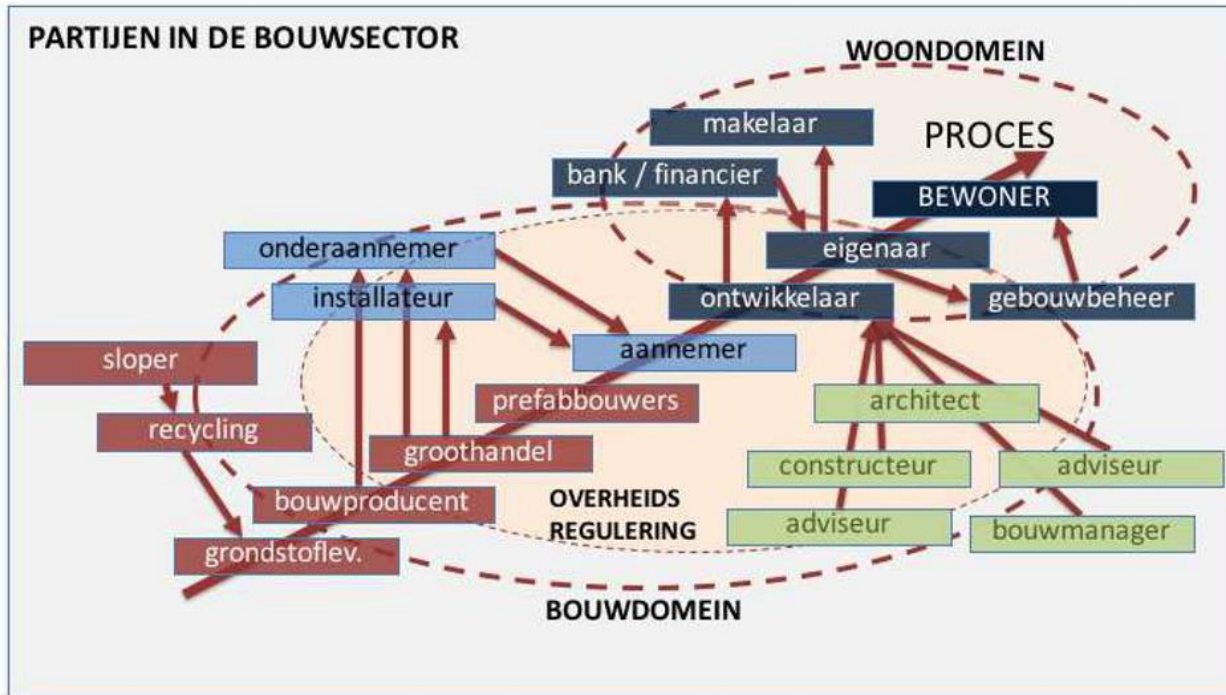 PARTIJEN IN DE BOUWSECTOR
WOONDOMEIN
makelaar
PROCES
bank / financier
BEWONER
onderaannemer
eigenaar
installateur
ontwikkelaar
gebouwbeheer
sloper
aannemer
prefabbouwers
architect
recycling
groothandel
constructeur
adviseur
bouwproducent
OVERHEIDS
REGULERING
adviseur
bouwmanager
grondstoflev.
BOUWDOMEIN